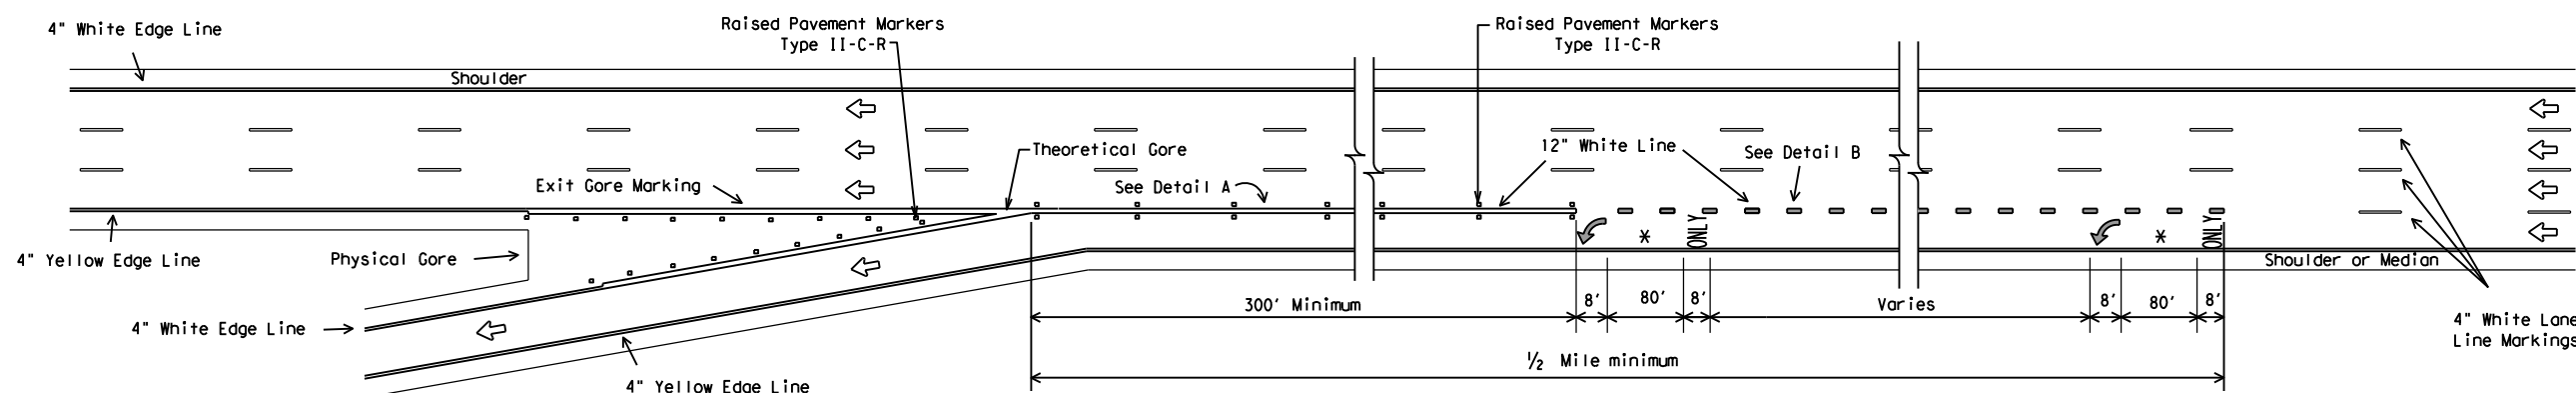 4" White Edge Line
Raised Pavement Markers
Type II-C-R
Raised Pavement Markers
Type II-C-R
Shoulder
Theoretical Gore
12" White Line
See Detail B
Exit Gore Marking
See Detail A
ONLY
ONLY
*
*
4" Yellow Edge Line
Physical Gore
Shoulder or Median
300' Minimum
8'
80'
8'
Varies
8'
80'
8'
4" White Edge Line
4" White Lane
Line Markings
1/2 Mile minimum
4" Yellow Edge Line